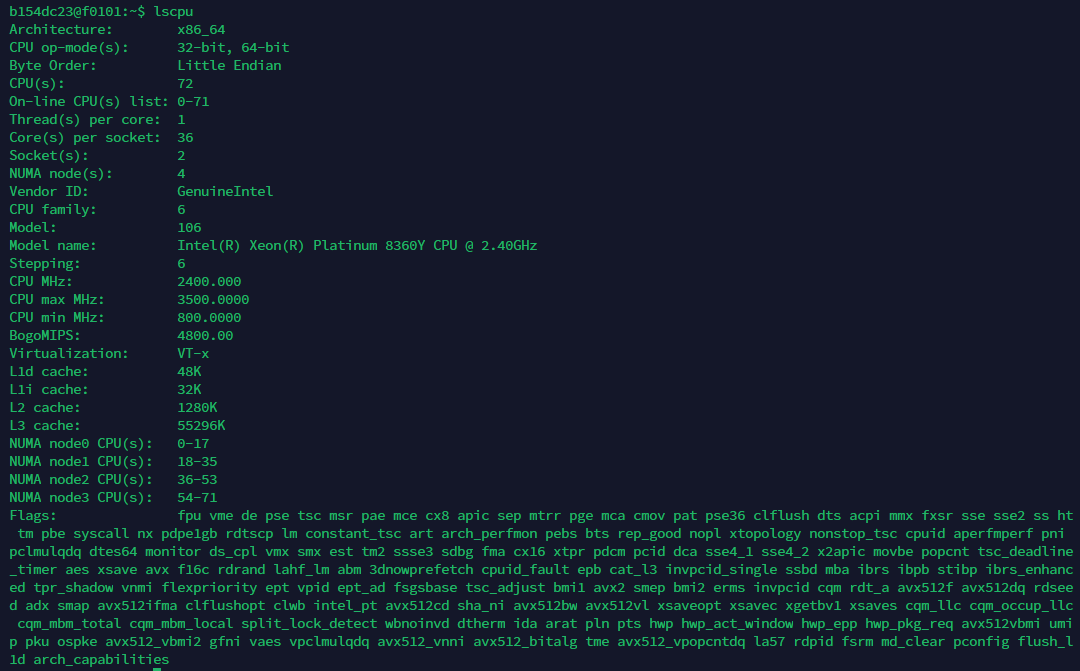 b154dc23@f0101:~$ lscpu
Architecture:        x86_64
CPU op-mode(s):      32-bit, 64-bit
Byte Order:          Little Endian
CPU(s):              72
On-line CPU(s) list: 0-71
Thread(s) per core:  1
Core(s) per socket:  36
Socket(s):           2
NUMA node(s):        4
Vendor ID:           GenuineIntel
CPU family:          6
Model:               106
Model name:          Intel(R) Xeon(R) Platinum 8360Y CPU @ 2.40GHz
Stepping:            6
CPU MHz:             2400.000
CPU max MHz:         3500.0000
CPU min MHz:         800.0000
BogoMIPS:            4800.00
Virtualization:      VT-x
L1d cache:           48K
L1i cache:           32K
L2 cache:            1280K
L3 cache:            55296K
NUMA node0 CPU(s):   0-17
NUMA node1 CPU(s):   18-35
NUMA node2 CPU(s):   36-53
NUMA node3 CPU(s):   54-71
Flags:               fpu vme de pse tsc msr pae mce cx8 apic sep mtrr pge mca cmov pat pse36 clflush dts acpi mmx fxsr sse sse2 ss ht
 tm pbe syscall nx pdpe1gb rdtscp lm constant_tsc art arch_perfmon pebs bts rep_good nopl xtopology nonstop_tsc cpuid aperfmperf pni
pclmulqdq dtes64 monitor ds_cpl vmx smx est tm2 ssse3 sdbg fma cx16 xtpr pdcm pcid dca sse4_1 sse4_2 x2apic movbe popcnt tsc_deadline
_timer aes xsave avx f16c rdrand lahf_lm abm 3dnowprefetch cpuid_fault epb cat_l3 invpcid_single ssbd mba ibrs ibpb stibp ibrs_enhanc
ed tpr_shadow vnmi flexpriority ept vpid ept_ad fsgsbase tsc_adjust bmi1 avx2 smep bmi2 erms invpcid cqm rdt_a avx512f avx512dq rdsee
d adx smap avx512ifma clflushopt clwb intel_pt avx512cd sha_ni avx512bw avx512vl xsaveopt xsavec xgetbv1 xsaves cqm_llc cqm_occup_llc
 cqm_mbm_total cqm_mbm_local split_lock_detect wbnoinvd dtherm ida arat pln pts hwp hwp_act_window hwp_epp hwp_pkg_req avx512vbmi umi
p pku ospke avx512_vbmi2 gfni vaes vpclmulqdq avx512_vnni avx512_bitalg tme avx512_vpopcntdq la57 rdpid fsrm md_clear pconfig flush_l
1d arch_capabilities